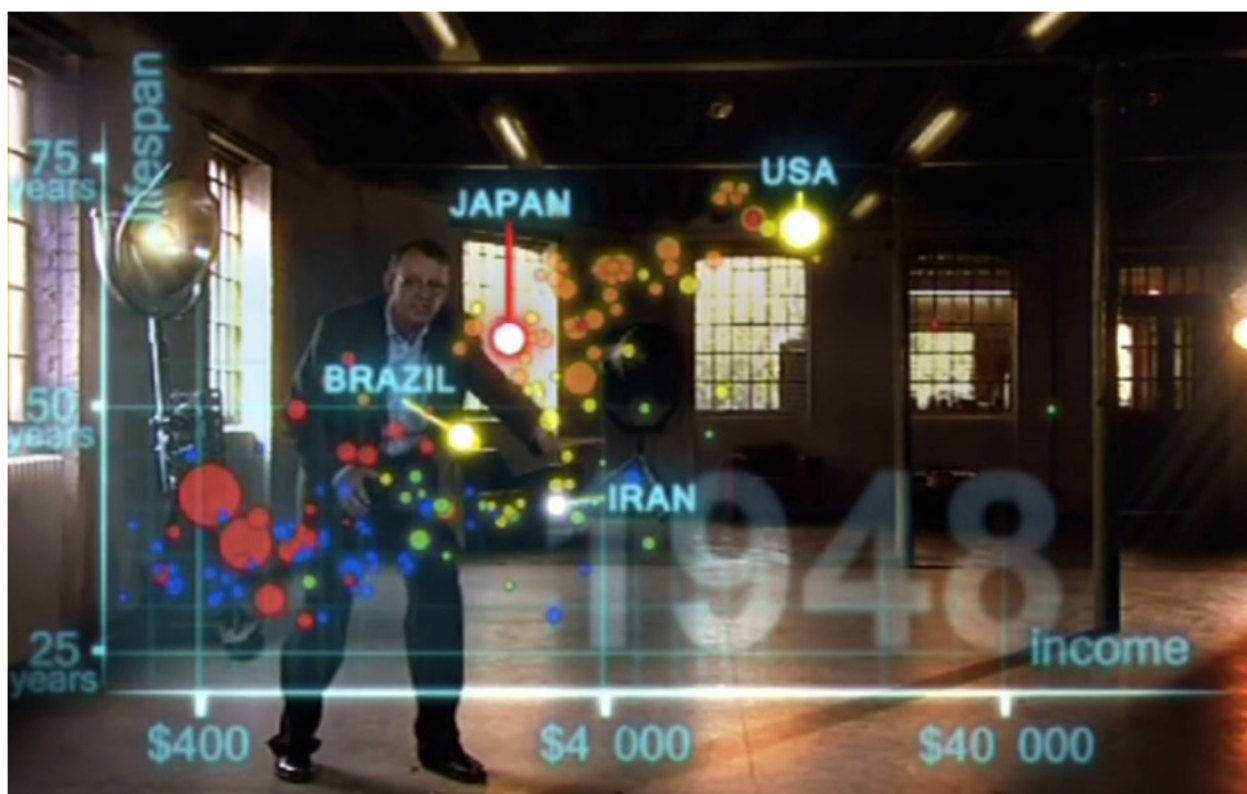 lifespan
75
years
USA
JAPAN
BRAZIL
50
years
IRAN
1948
25
years
income
$400
$4 000
$40 000